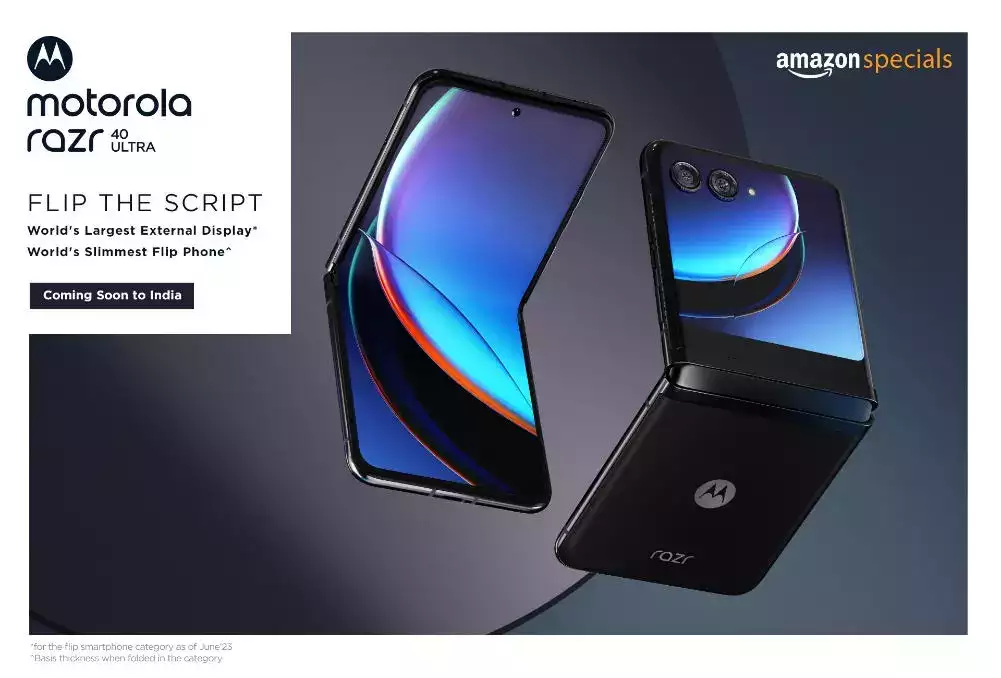 motorola
razr 40 ULTRA
FLIP THE SCRIPT
World's Largest External Display*
World's Slimmest Flip Phone^
Coming Soon to India
amazon specials
razr
*for the flip smartphone category as of June'23
^Basis thickness when folded in the category